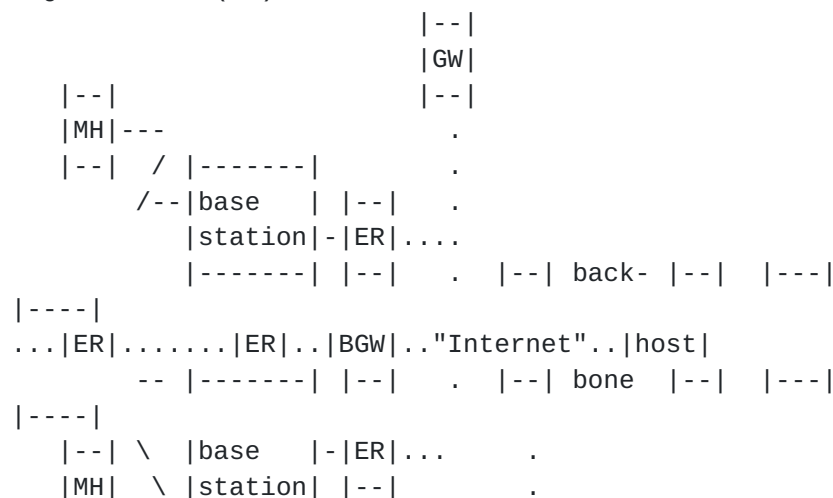 |--|
|GW|
|--| |--|
|MH|--- .
|--| / |-------| .
/--|base | |--| .
|station|-|ER|....
|-------| |--| . |--| back- |--| |---|
|----|
...|ER|.......|ER|..|BGW|.."Internet"..|host|
-- |-------| |--| . |--| bone |--| |---|
|----|
|--| \ |base |-|ER|... .
|MH| \ |station| |--| .